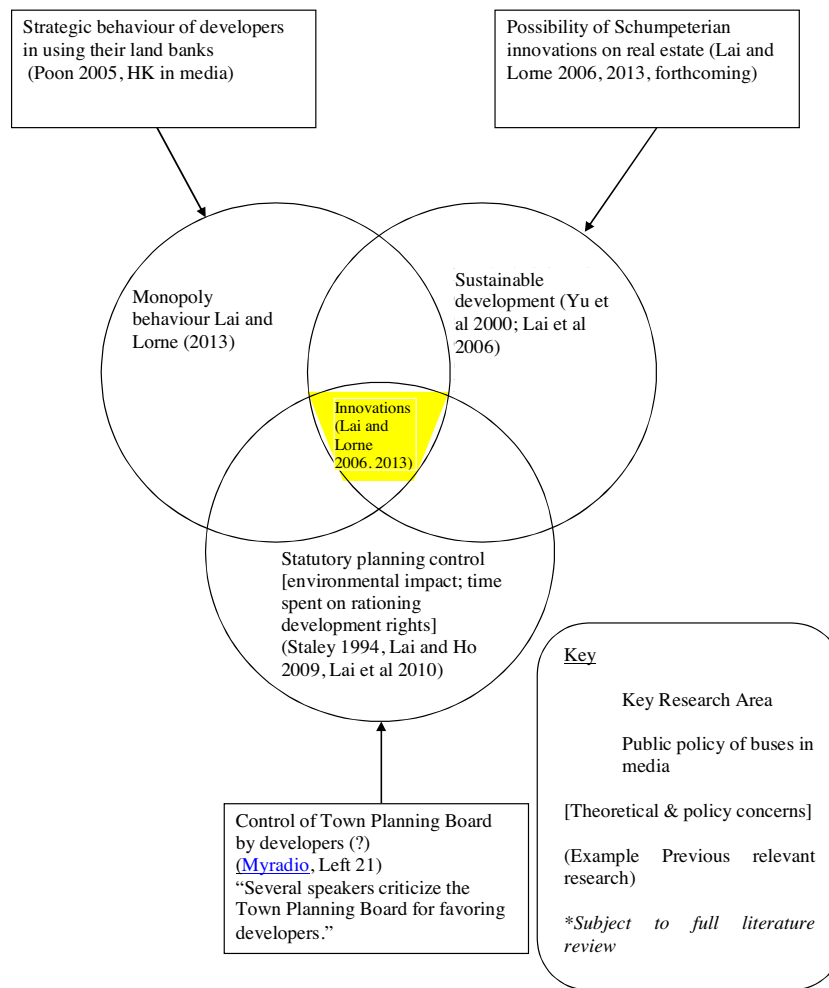 Strategic behaviour of developers
in using their land banks
(Poon 2005, HK in media)
Possibility of Schumpeterian
innovations on real estate (Lai and
Lorne 2006, 2013, forthcoming)
Monopoly
behaviour Lai and
Lorne (2013)
Sustainable
development (Yu et
al 2000; Lai et al
2006)
Innovations
(Lai and
Lorne
2006. 2013)
Statutory planning control
[environmental impact; time
spent on rationing
development rights]
(Staley 1994, Lai and Ho
2009, Lai et al 2010)
Control of Town Planning Board
by developers (?)
(Myradio, Left 21)
“Several speakers criticize the
Town Planning Board for favoring
developers.”
Key
Key Research Area
Public policy of buses in
media
[Theoretical & policy concerns]
(Example Previous relevant
research)
*Subject to full literature
review